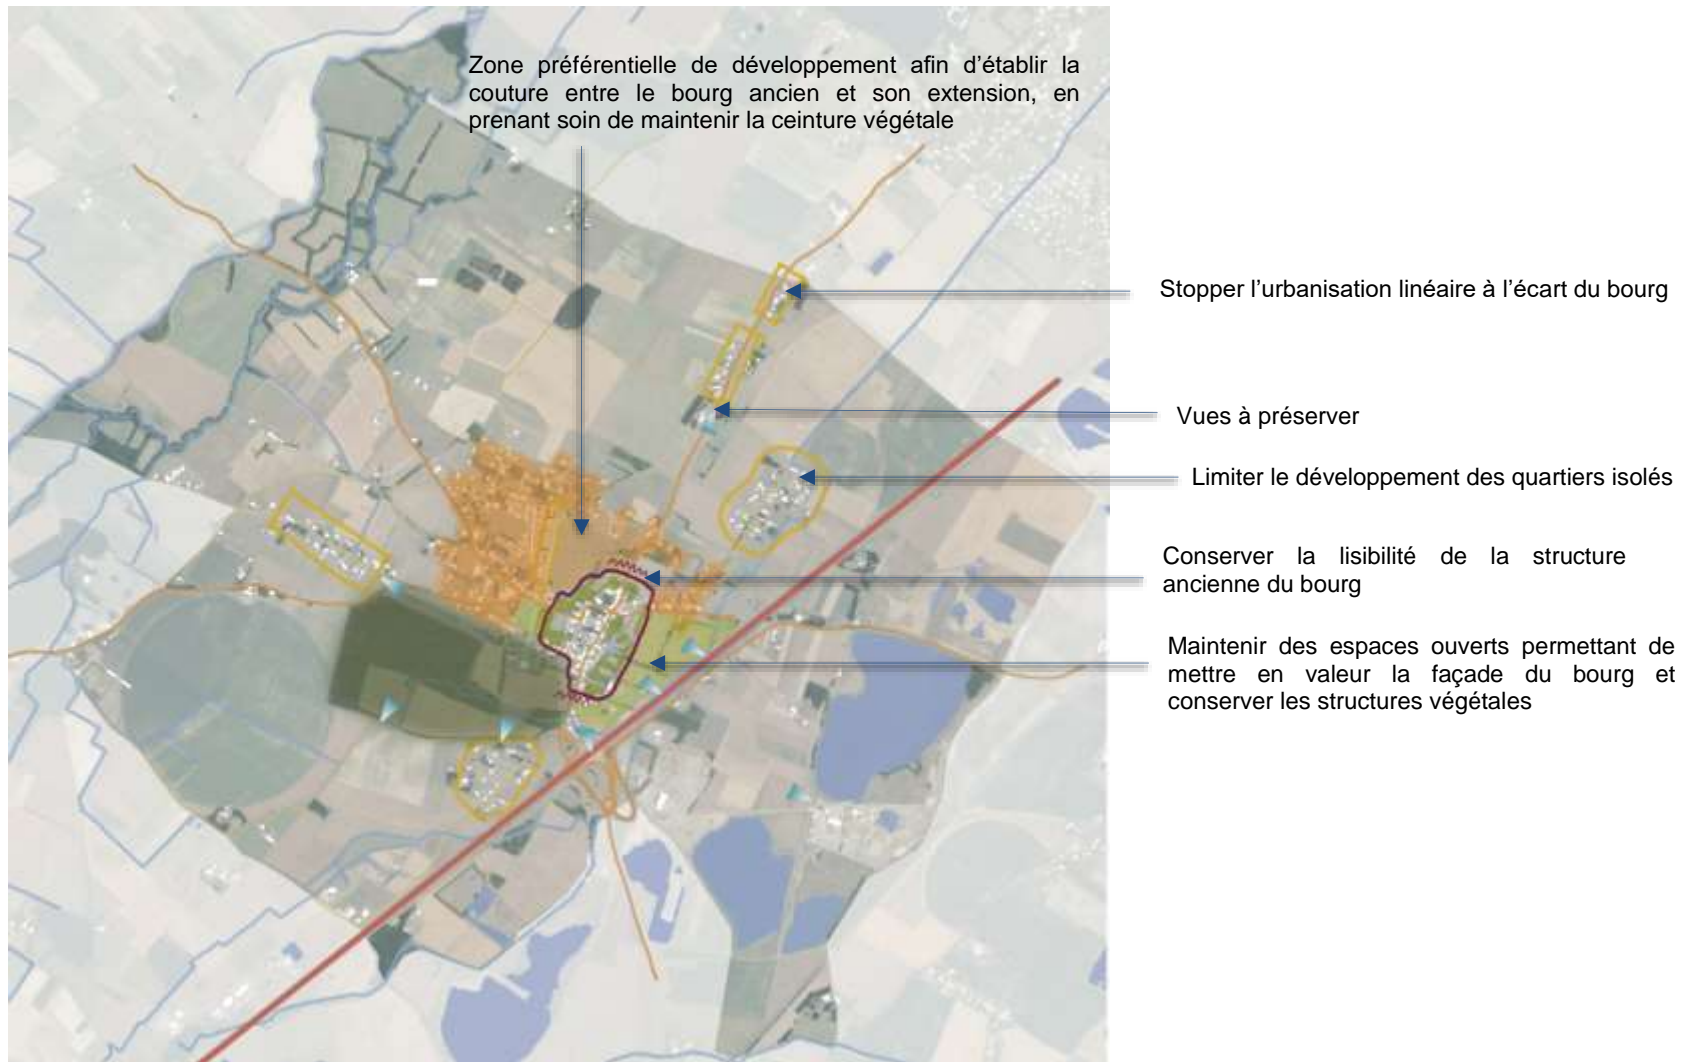 Zone préférentielle de développement afin d’établir la
couture entre le bourg ancien et son extension, en
prenant soin de maintenir la ceinture végétale
Stopper l’urbanisation linéaire à l’écart du bourg
Vues à préserver
Limiter le développement des quartiers isolés
Conserver la lisibilité de la structure
ancienne du bourg
Maintenir des espaces ouverts permettant de
mettre en valeur la façade du bourg et
conserver les structures végétales